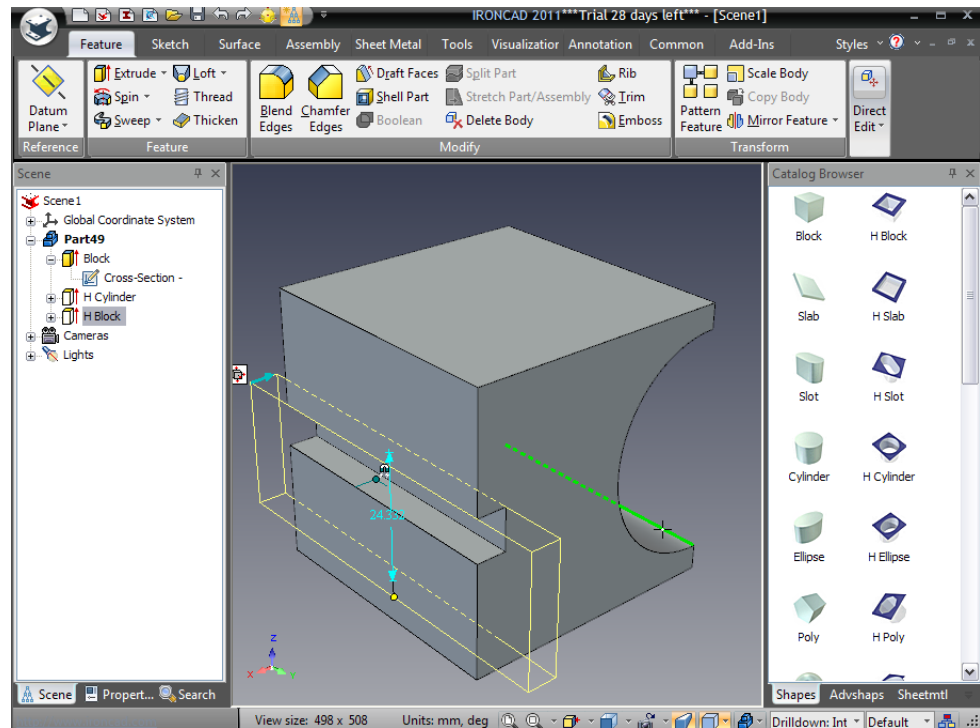 IRONCAD 2011***Trial 28 days left*** - [Scene1]
Feature Sketch Surface Assembly Sheet Metal Tools Visualization Annotation Common Add-Ins Styles
Datum Plane
Extrude Loft
Spin Thread
Sweep Thicken
Blend Edges
Chamfer Edges
Draft Faces Split Part Rib
Shell Part Stretch Part/Assembly Trim
Boolean Delete Body Emboss
Pattern Feature
Scale Body
Copy Body
Mirror Feature
Direct Edit
Reference Feature Modify Transform
Scene
Scene1
Global Coordinate System
Part49
Block
Cross-Section -
H Cylinder
H Block
Cameras
Lights
Scene Propert... Search
24.332
Z
X
Y
Catalog Browser
Block H Block
Slab H Slab
Slot H Slot
Cylinder H Cylinder
Ellipse H Ellipse
Poly H Poly
Shapes Advshaps Sheetmtl
View size: 498 x 508 Units: mm, deg Drilldown: Int Default